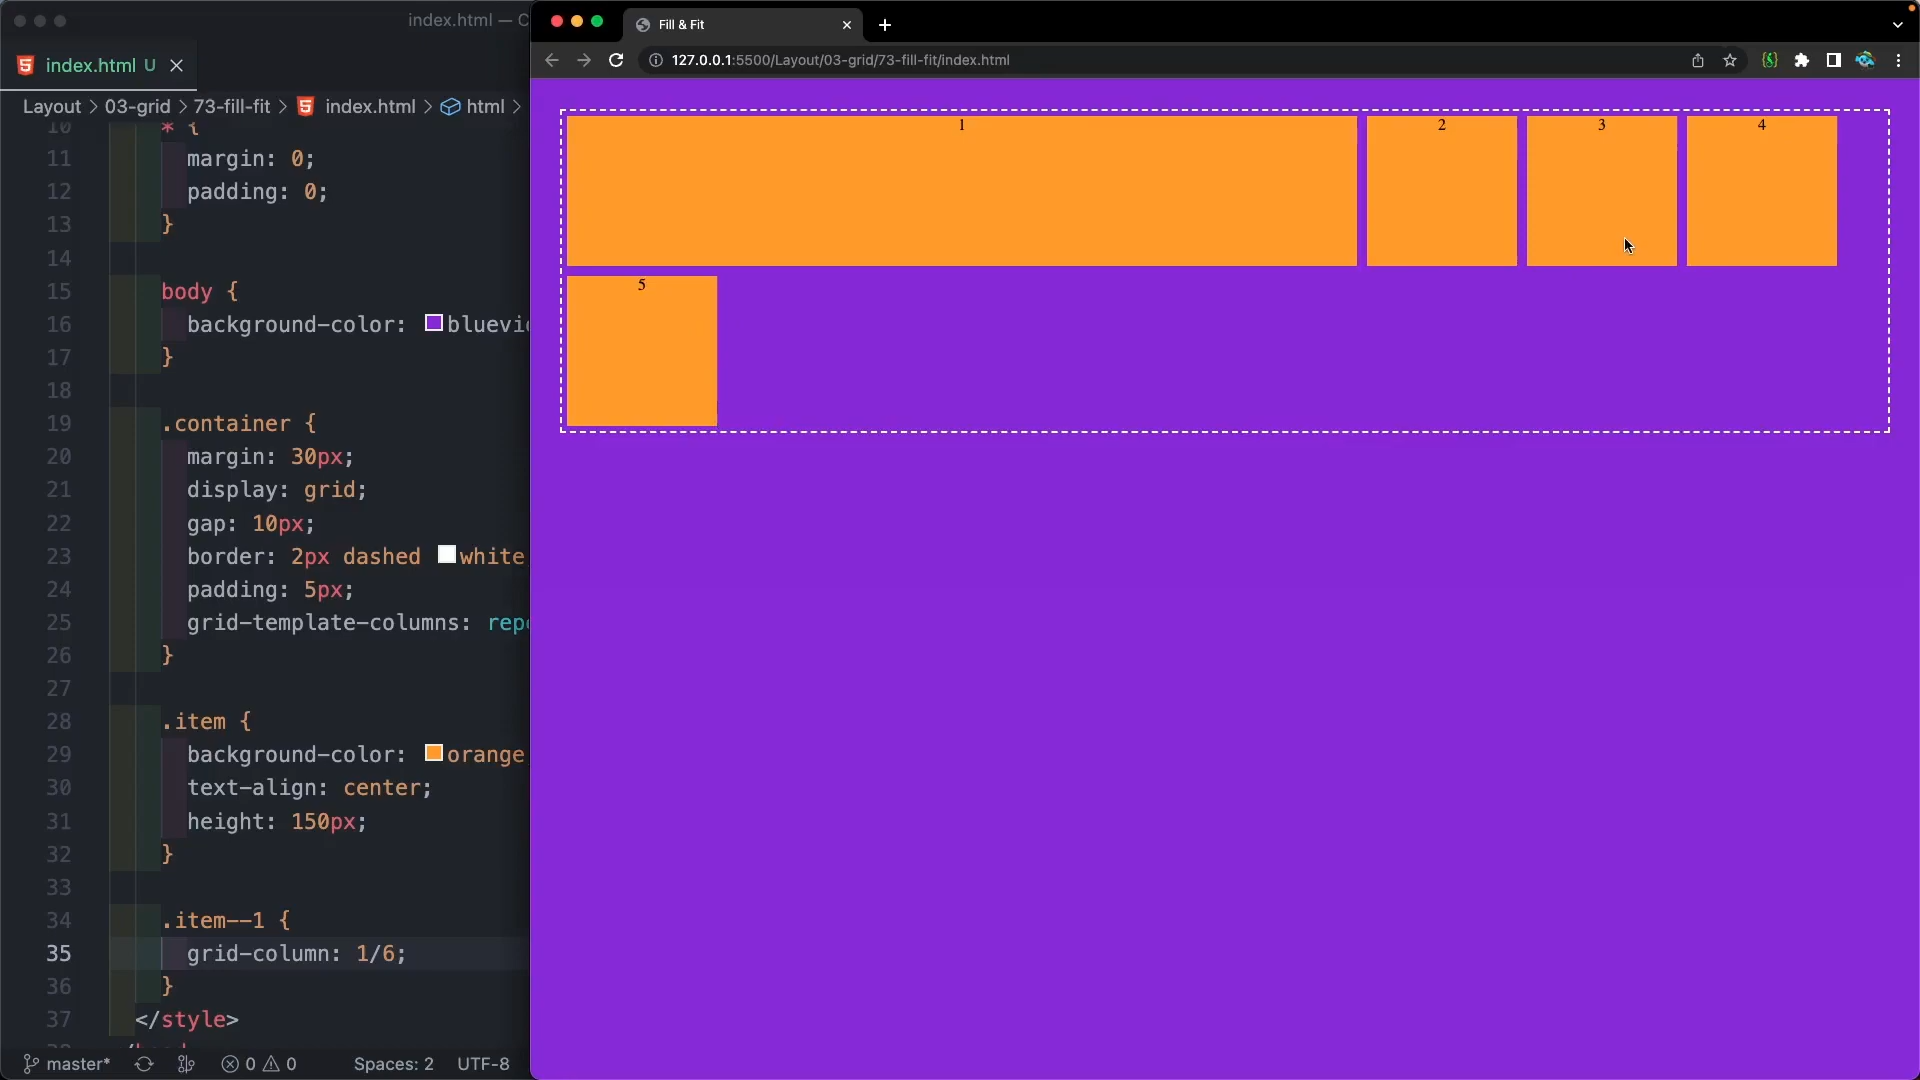 index.html — C
index.html U
Layout > 03-grid > 73-fill-fit > index.html > html >
10 * {
11 margin: 0;
12 padding: 0;
13 }
14
15 body {
16 background-color: bluevio
17 }
18
19 .container {
20 margin: 30px;
21 display: grid;
22 gap: 10px;
23 border: 2px dashed white
24 padding: 5px;
25 grid-template-columns: repe
26 }
27
28 .item {
29 background-color: orange
30 text-align: center;
31 height: 150px;
32 }
33
34 .item--1 {
35 grid-column: 1/6;
36 }
37 </style>
master* 0 0 Spaces: 2 UTF-8
Fill & Fit
127.0.0.1:5500/Layout/03-grid/73-fill-fit/index.html
1 2 3 4
5